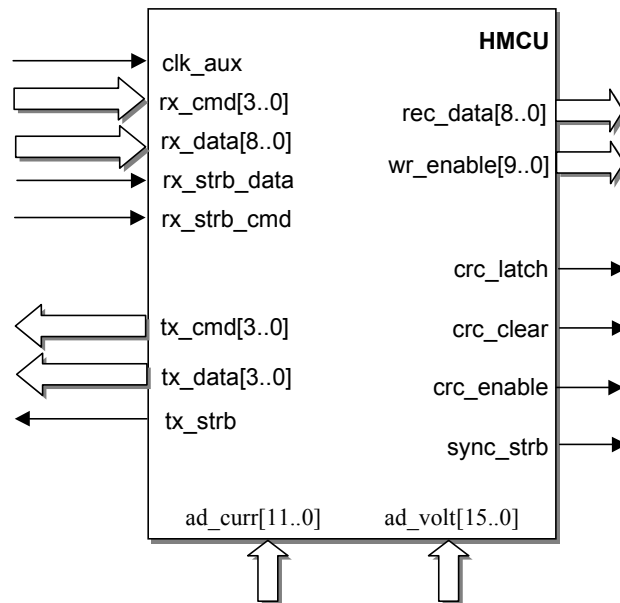 HMCU
clk_aux
rx_cmd[3..0]
rec_data[8..0]
rx_data[8..0]
wr_enable[9..0]
rx_strb_data
rx_strb_cmd
crc_latch
tx_cmd[3..0]
crc_clear
tx_data[3..0]
crc_enable
tx_strb
sync_strb
ad_curr[11..0]
ad_volt[15..0]